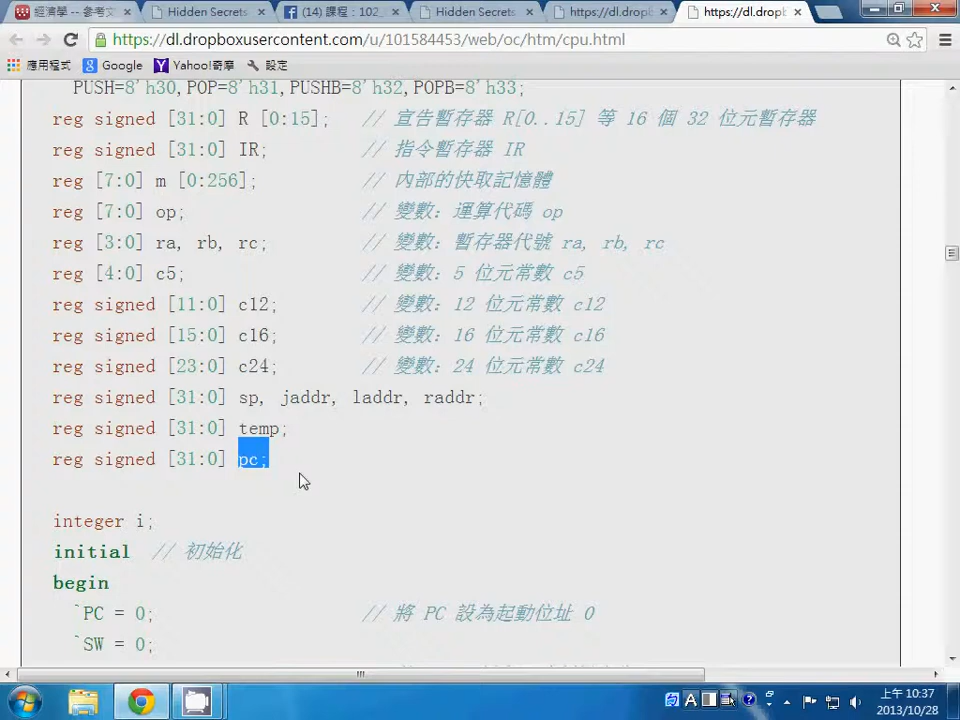 經濟學 -- 參考文
Hidden Secrets
(14) 課程：102_
Hidden Secrets
https://dl.dropb
https://dl.dropb
https://dl.dropboxusercontent.com/u/101584453/web/oc/htm/cpu.html
應用程式 Google Yahoo!奇摩 設定
PUSH=8'h30,POP=8'h31,PUSHB=8'h32,POPB=8'h33;
reg signed [31:0] R [0:15]; // 宣告暫存器 R[0..15] 等 16 個 32 位元暫存器
reg signed [31:0] IR; // 指令暫存器 IR
reg [7:0] m [0:256]; // 內部的快取記憶體
reg [7:0] op; // 變數: 運算代碼 op
reg [3:0] ra, rb, rc; // 變數: 暫存器代號 ra, rb, rc
reg [4:0] c5; // 變數: 5 位元常數 c5
reg signed [11:0] c12; // 變數: 12 位元常數 c12
reg signed [15:0] c16; // 變數: 16 位元常數 c16
reg signed [23:0] c24; // 變數: 24 位元常數 c24
reg signed [31:0] sp, jaddr, laddr, raddr;
reg signed [31:0] temp;
reg signed [31:0] pc;
integer i;
initial // 初始化
begin
`PC = 0; // 將 PC 設為起動位址 0
`SW = 0;
上午 10:37
2013/10/28